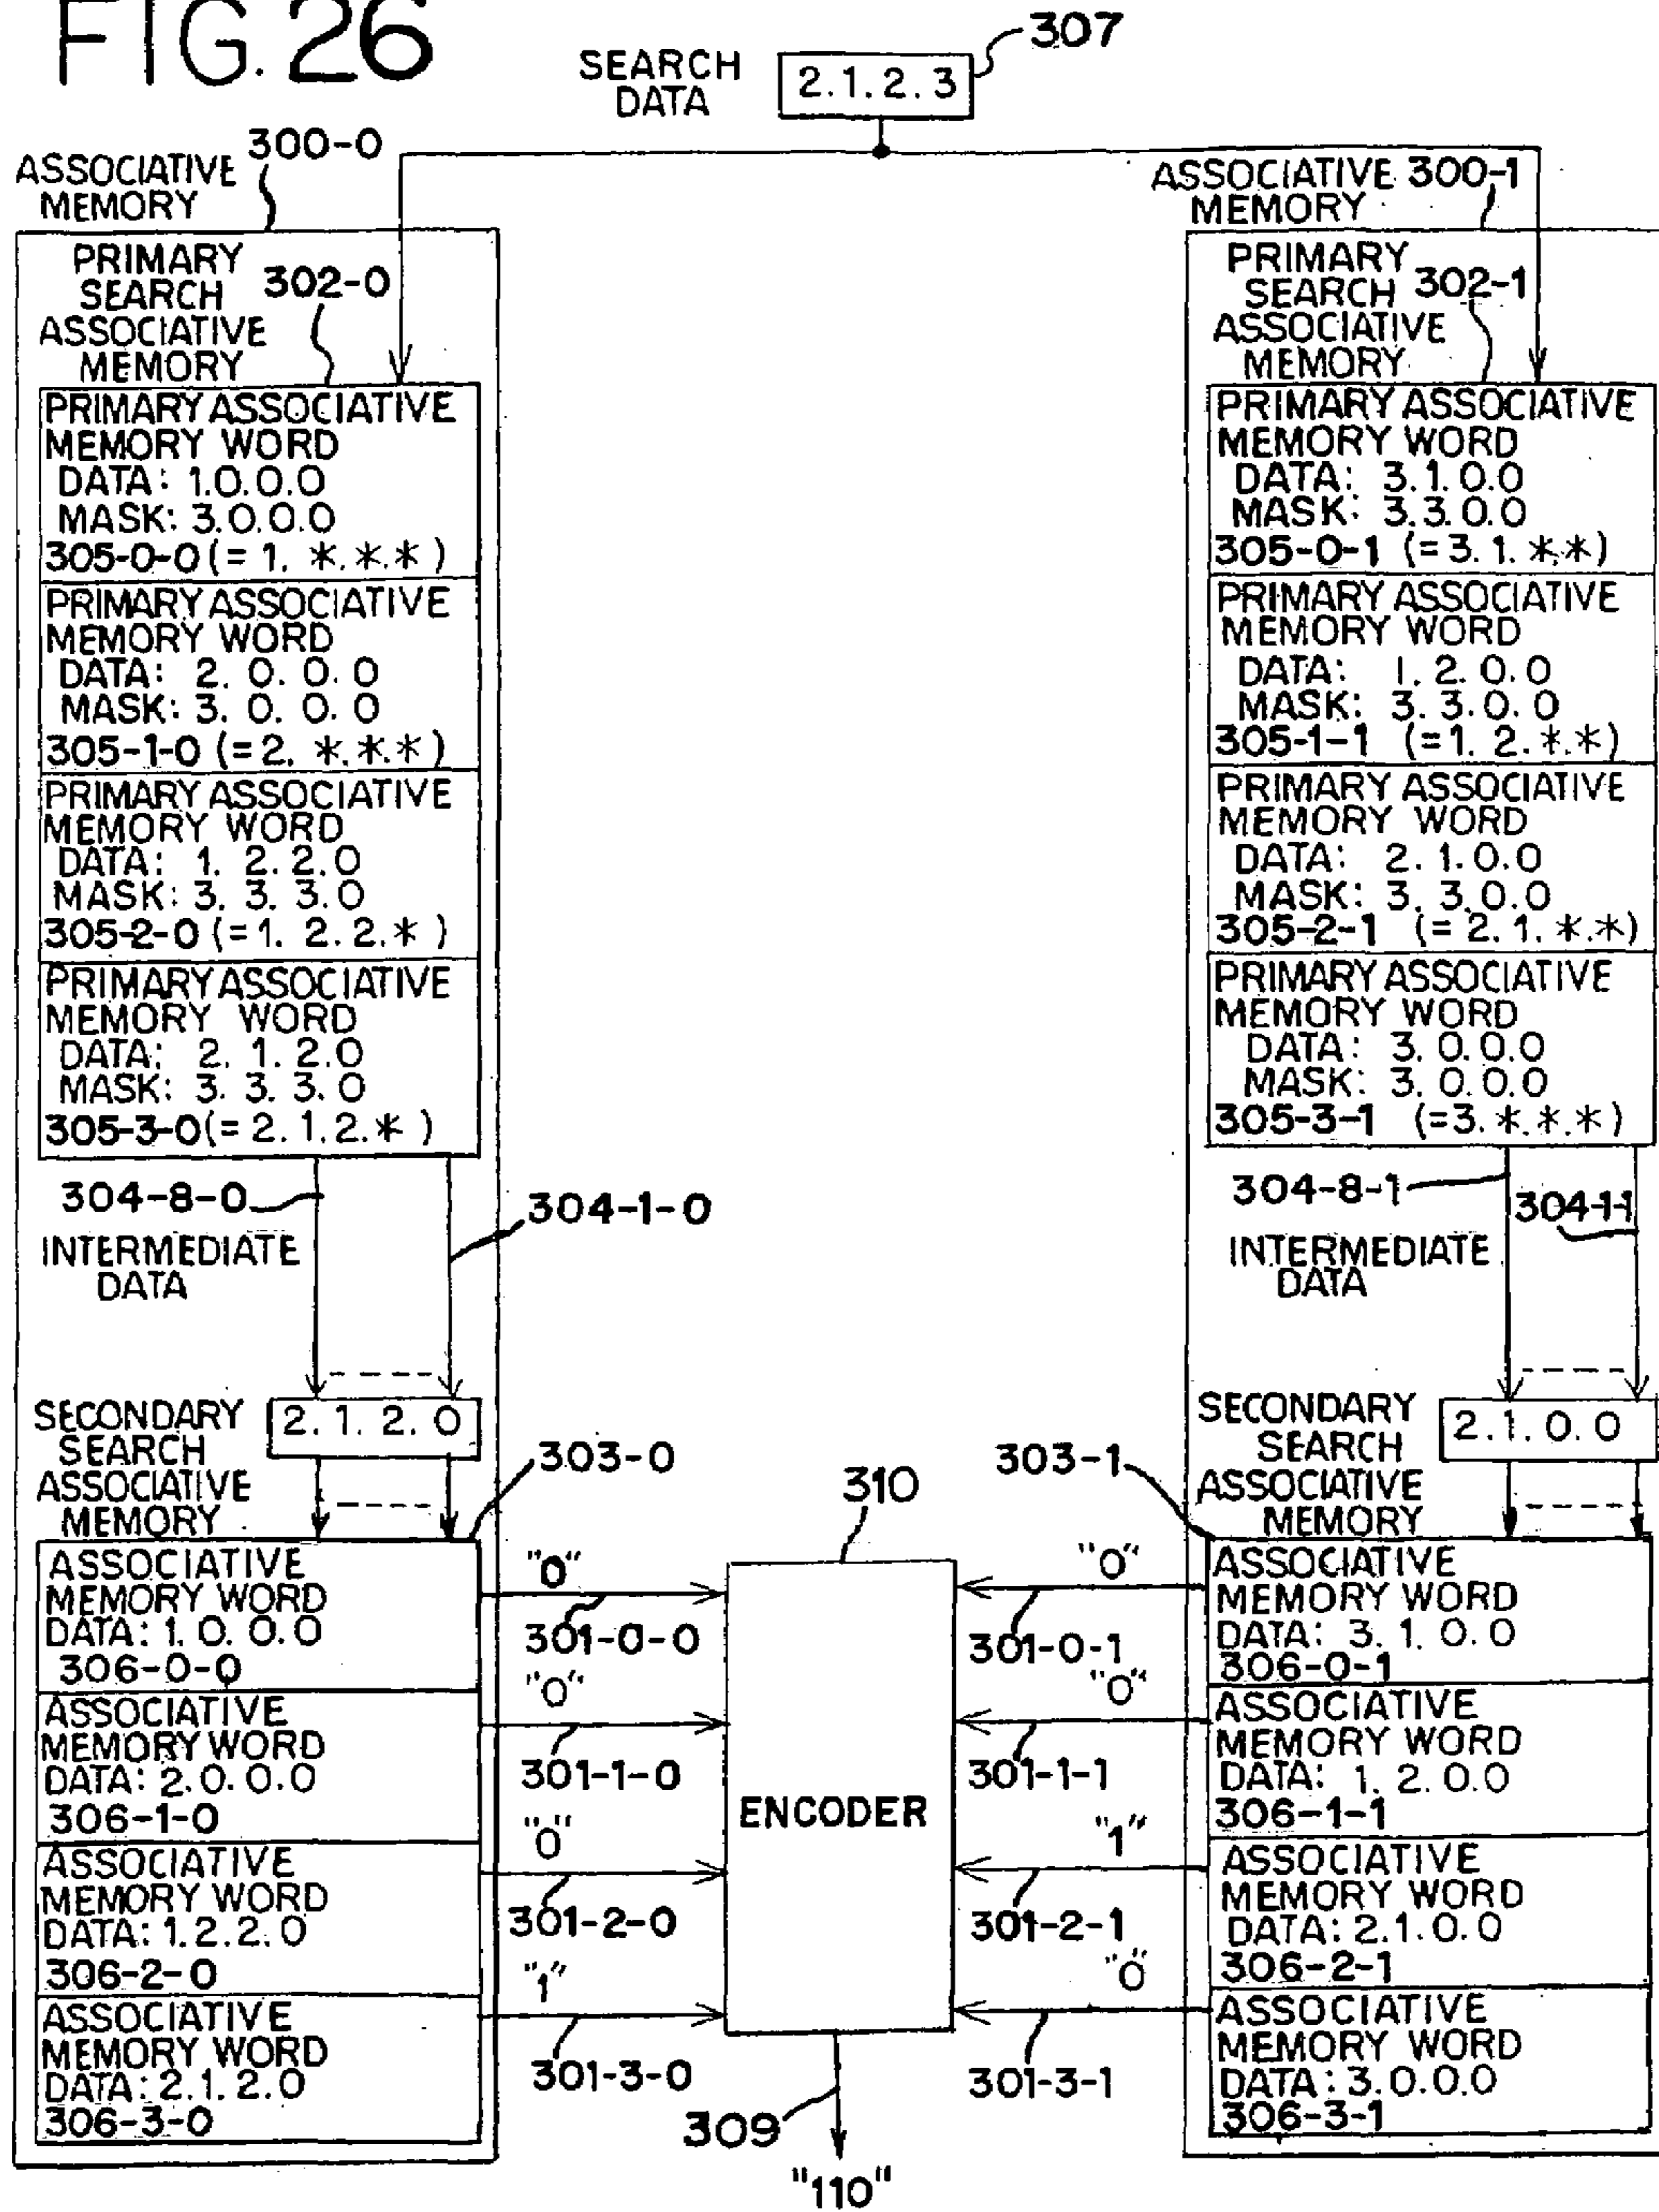 FIG. 26
SEARCH
DATA
2.1.2.3
307
ASSOCIATIVE
MEMORY
300-0
PRIMARY
SEARCH
ASSOCIATIVE
MEMORY
302-0
PRIMARY ASSOCIATIVE
MEMORY WORD
DATA: 1.0.0.0
MASK: 3.0.0.0
305-0-0 (= 1. *.*.*)
PRIMARY ASSOCIATIVE
MEMORY WORD
DATA: 2. 0. 0. 0
MASK: 3. 0. 0. 0
305-1-0 (= 2. *.*.*)
PRIMARY ASSOCIATIVE
MEMORY WORD
DATA: 1. 2. 2. 0
MASK: 3. 3. 3. 0
305-2-0 (= 1. 2. 2. *)
PRIMARY ASSOCIATIVE
MEMORY WORD
DATA: 2. 1. 2. 0
MASK: 3. 3. 3. 0
305-3-0 (= 2. 1. 2. *)
304-8-0
304-1-0
INTERMEDIATE
DATA
SECONDARY
SEARCH
ASSOCIATIVE
MEMORY
2. 1. 2. 0
303-0
ASSOCIATIVE
MEMORY WORD
DATA: 1. 0. 0. 0
306-0-0
ASSOCIATIVE
MEMORY WORD
DATA: 2. 0. 0. 0
306-1-0
ASSOCIATIVE
MEMORY WORD
DATA: 1. 2. 2. 0
306-2-0
ASSOCIATIVE
MEMORY WORD
DATA: 2. 1. 2. 0
306-3-0
"0"
301-0-0
"0"
301-1-0
"0"
301-2-0
"1"
301-3-0
310
ENCODER
309
"110"
ASSOCIATIVE
MEMORY
300-1
PRIMARY
SEARCH
ASSOCIATIVE
MEMORY
302-1
PRIMARY ASSOCIATIVE
MEMORY WORD
DATA: 3. 1. 0. 0
MASK: 3. 3. 0. 0
305-0-1 (= 3. 1. *.*)
PRIMARY ASSOCIATIVE
MEMORY WORD
DATA: 1. 2. 0. 0
MASK: 3. 3. 0. 0
305-1-1 (= 1. 2. *.*)
PRIMARY ASSOCIATIVE
MEMORY WORD
DATA: 2. 1. 0. 0
MASK: 3. 3. 0. 0
305-2-1 (= 2. 1. *.*)
PRIMARY ASSOCIATIVE
MEMORY WORD
DATA: 3. 0. 0. 0
MASK: 3. 0. 0. 0
305-3-1 (= 3. *.*.*)
304-8-1
304-1-1
INTERMEDIATE
DATA
SECONDARY
SEARCH
ASSOCIATIVE
MEMORY
2. 1. 0. 0
303-1
ASSOCIATIVE
MEMORY WORD
DATA: 3. 1. 0. 0
306-0-1
ASSOCIATIVE
MEMORY WORD
DATA: 1. 2. 0. 0
306-1-1
ASSOCIATIVE
MEMORY WORD
DATA: 2. 1. 0. 0
306-2-1
ASSOCIATIVE
MEMORY WORD
DATA: 3. 0. 0. 0
306-3-1
"0"
301-0-1
"0"
301-1-1
"1"
301-2-1
"0"
301-3-1